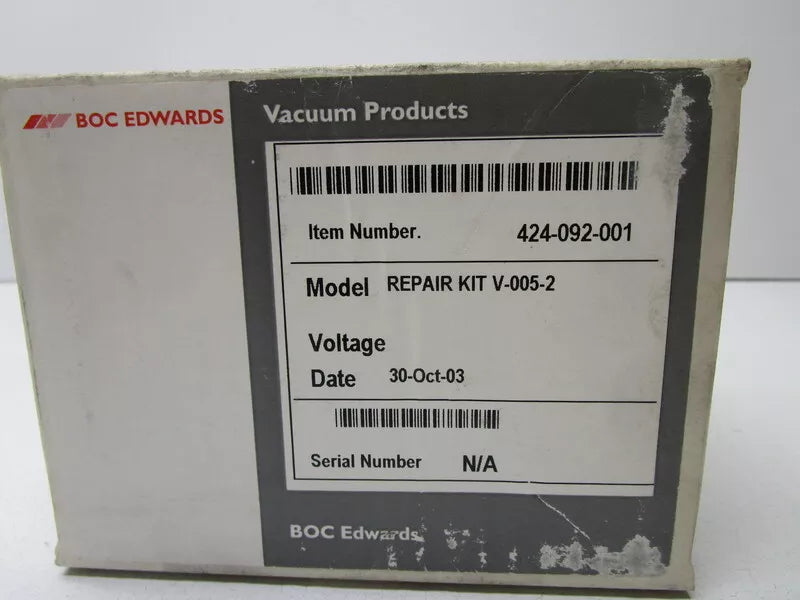 BOC EDWARDS
Vacuum Products
Item Number. 424-092-001
Model REPAIR KIT V-005-2
Voltage
Date 30-Oct-03
Serial Number N/A
BOC Edwards